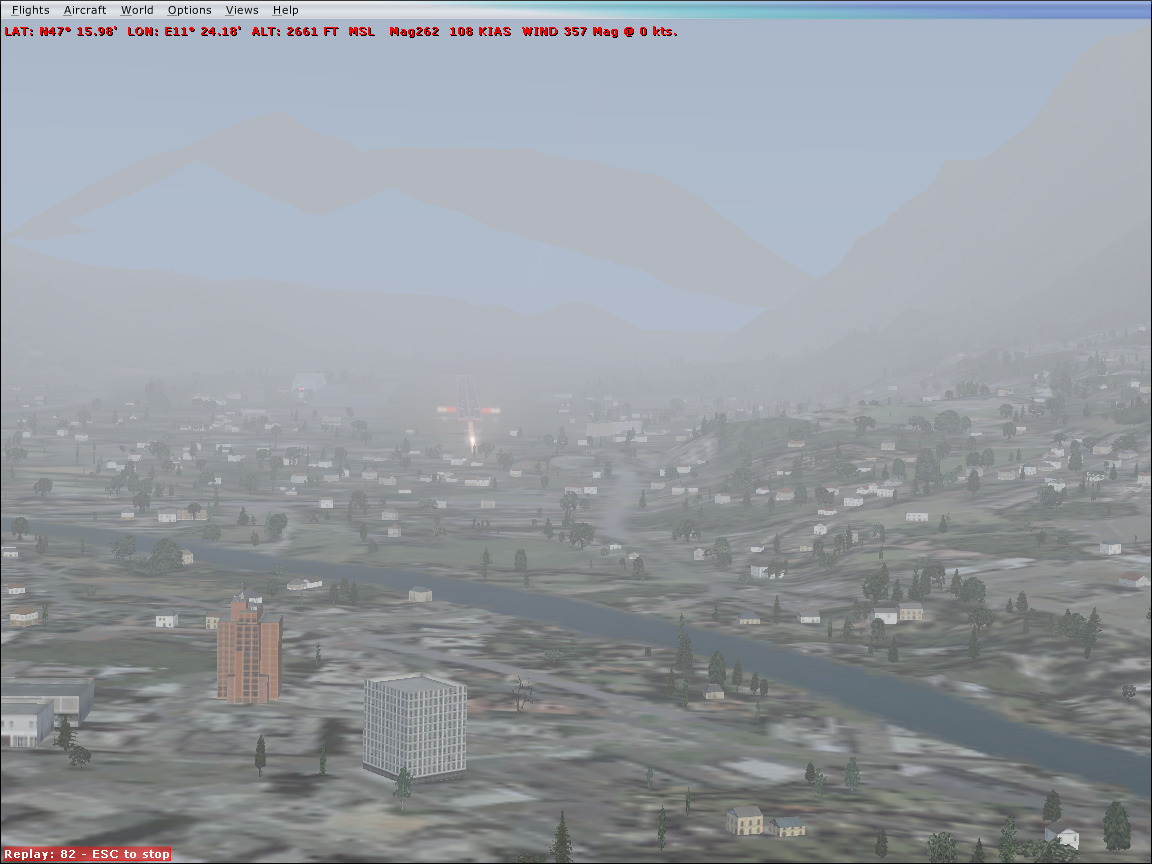 Flights Aircraft World Options Views Help
LAT: N47° 15.98' LON: E11° 24.18' ALT: 2661 FT MSL Mag262 108 KIAS WIND 357 Mag @ 0 kts.
Replay: 82 - ESC to stop